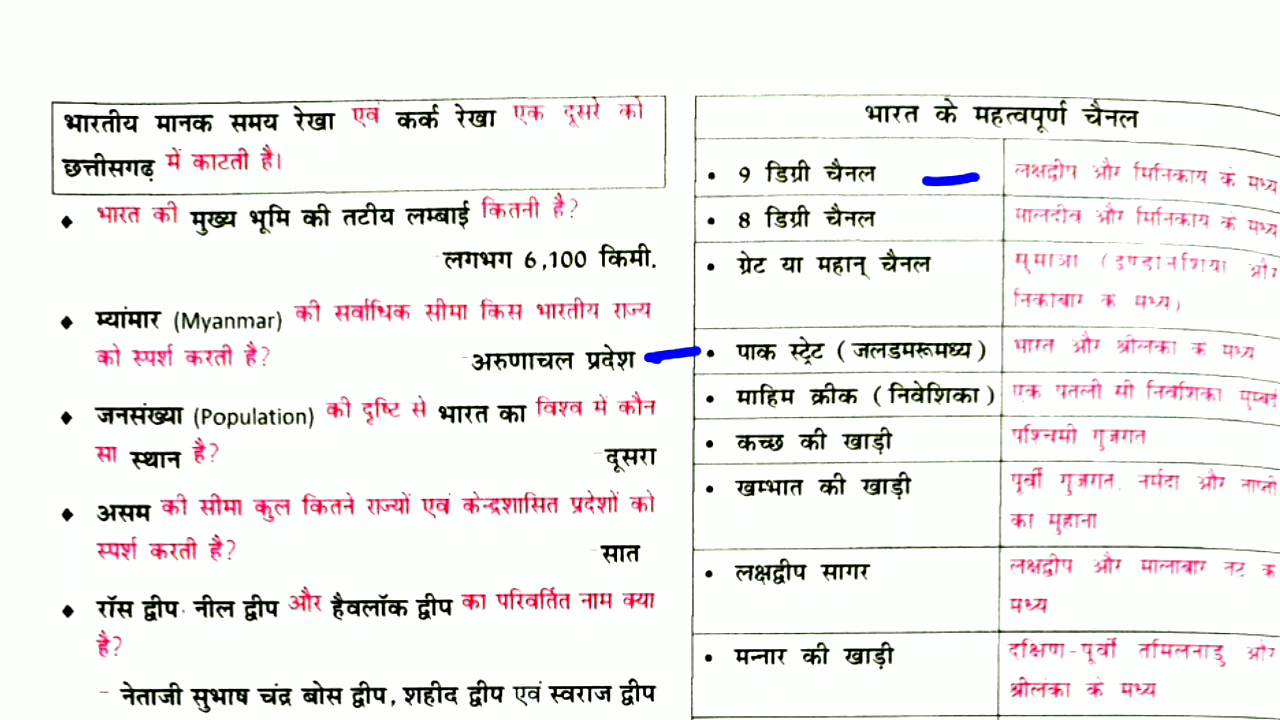 भारतीय मानक समय रेखा एवं कर्क रेखा एक दूसरे को
छत्तीसगढ़ में काटती है।
♦ भारत की मुख्य भूमि की तटीय लम्बाई कितनी है?
- लगभग 6,100 किमी.
♦ म्यांमार (Myanmar) की सर्वाधिक सीमा किस भारतीय राज्य
को स्पर्श करती है? - अरुणाचल प्रदेश
♦ जनसंख्या (Population) की दृष्टि से भारत का विश्व में कौन
सा स्थान है? - दूसरा
♦ असम की सीमा कुल कितने राज्यों एवं केन्द्रशासित प्रदेशों को
स्पर्श करती है? - सात
♦ रॉस द्वीप, नील द्वीप और हैवलॉक द्वीप का परिवर्तित नाम क्या
है?
- नेताजी सुभाष चंद्र बोस द्वीप, शहीद द्वीप एवं स्वराज द्वीप
भारत के महत्वपूर्ण चैनल
• 9 डिग्री चैनल लक्षद्वीप और मिनिकाय के मध्य
• 8 डिग्री चैनल मालदीव और मिनिकाय के मध्य
• ग्रेट या महान् चैनल सुमात्रा (इण्डोनेशिया और
निकोबार के मध्य)
• पाक स्ट्रेट (जलडमरूमध्य) भारत और श्रीलंका के मध्य
• माहिम क्रीक (निवेशिका) एक पतली सी निवेशिका मुम्बई
• कच्छ की खाड़ी पश्चिमी गुजरात
• खम्भात की खाड़ी पूर्वी गुजरात, नर्मदा और ताप्ती
का मुहाना
• लक्षद्वीप सागर लक्षद्वीप और मालाबार तट के
मध्य
• मन्नार की खाड़ी दक्षिण-पूर्वी तमिलनाडु और
श्रीलंका के मध्य